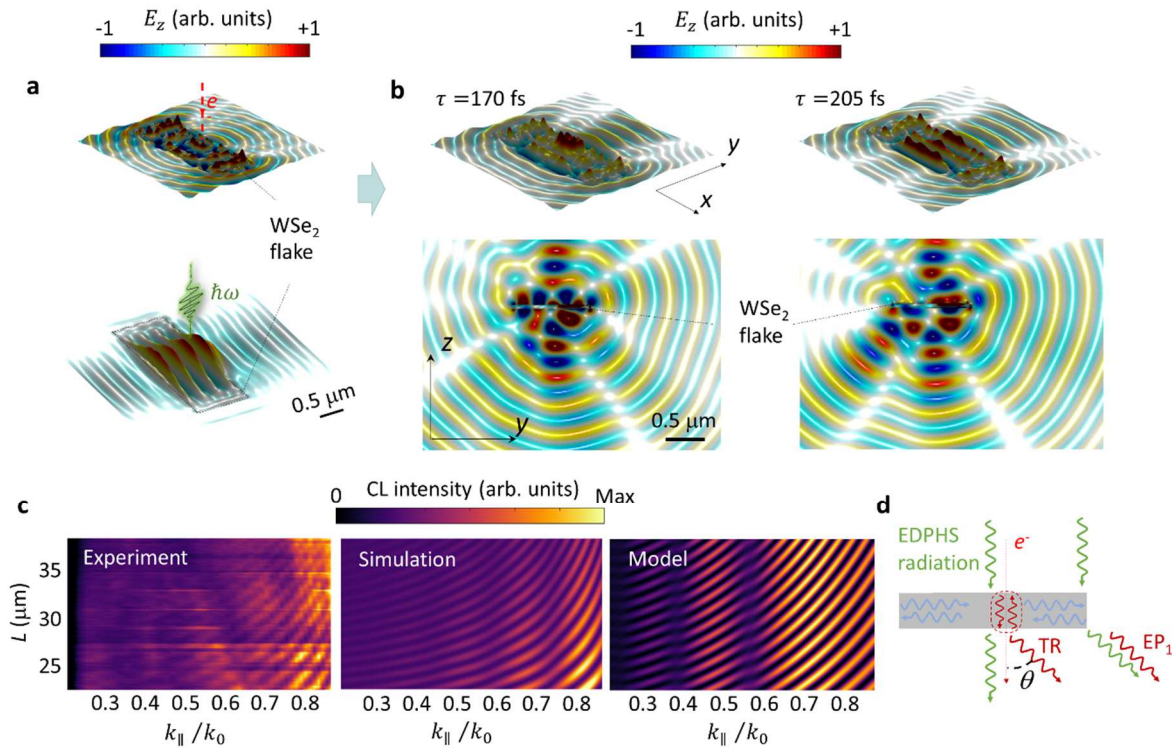 E_z (arb. units)
-1 +1
E_z (arb. units)
-1 +1
a
e
WSe₂
flake
ħω
0.5 μm
b
τ =170 fs
τ =205 fs
y
x
z
y
0.5 μm
WSe₂
flake
c
CL intensity (arb. units)
0 Max
Experiment
Simulation
Model
L (μm)
35
30
25
0.3 0.4 0.5 0.6 0.7 0.8
k∥/k₀
0.3 0.4 0.5 0.6 0.7 0.8
k∥/k₀
0.3 0.4 0.5 0.6 0.7 0.8
k∥/k₀
d
EDPHS
radiation
e⁻
TR
EP₁
θ